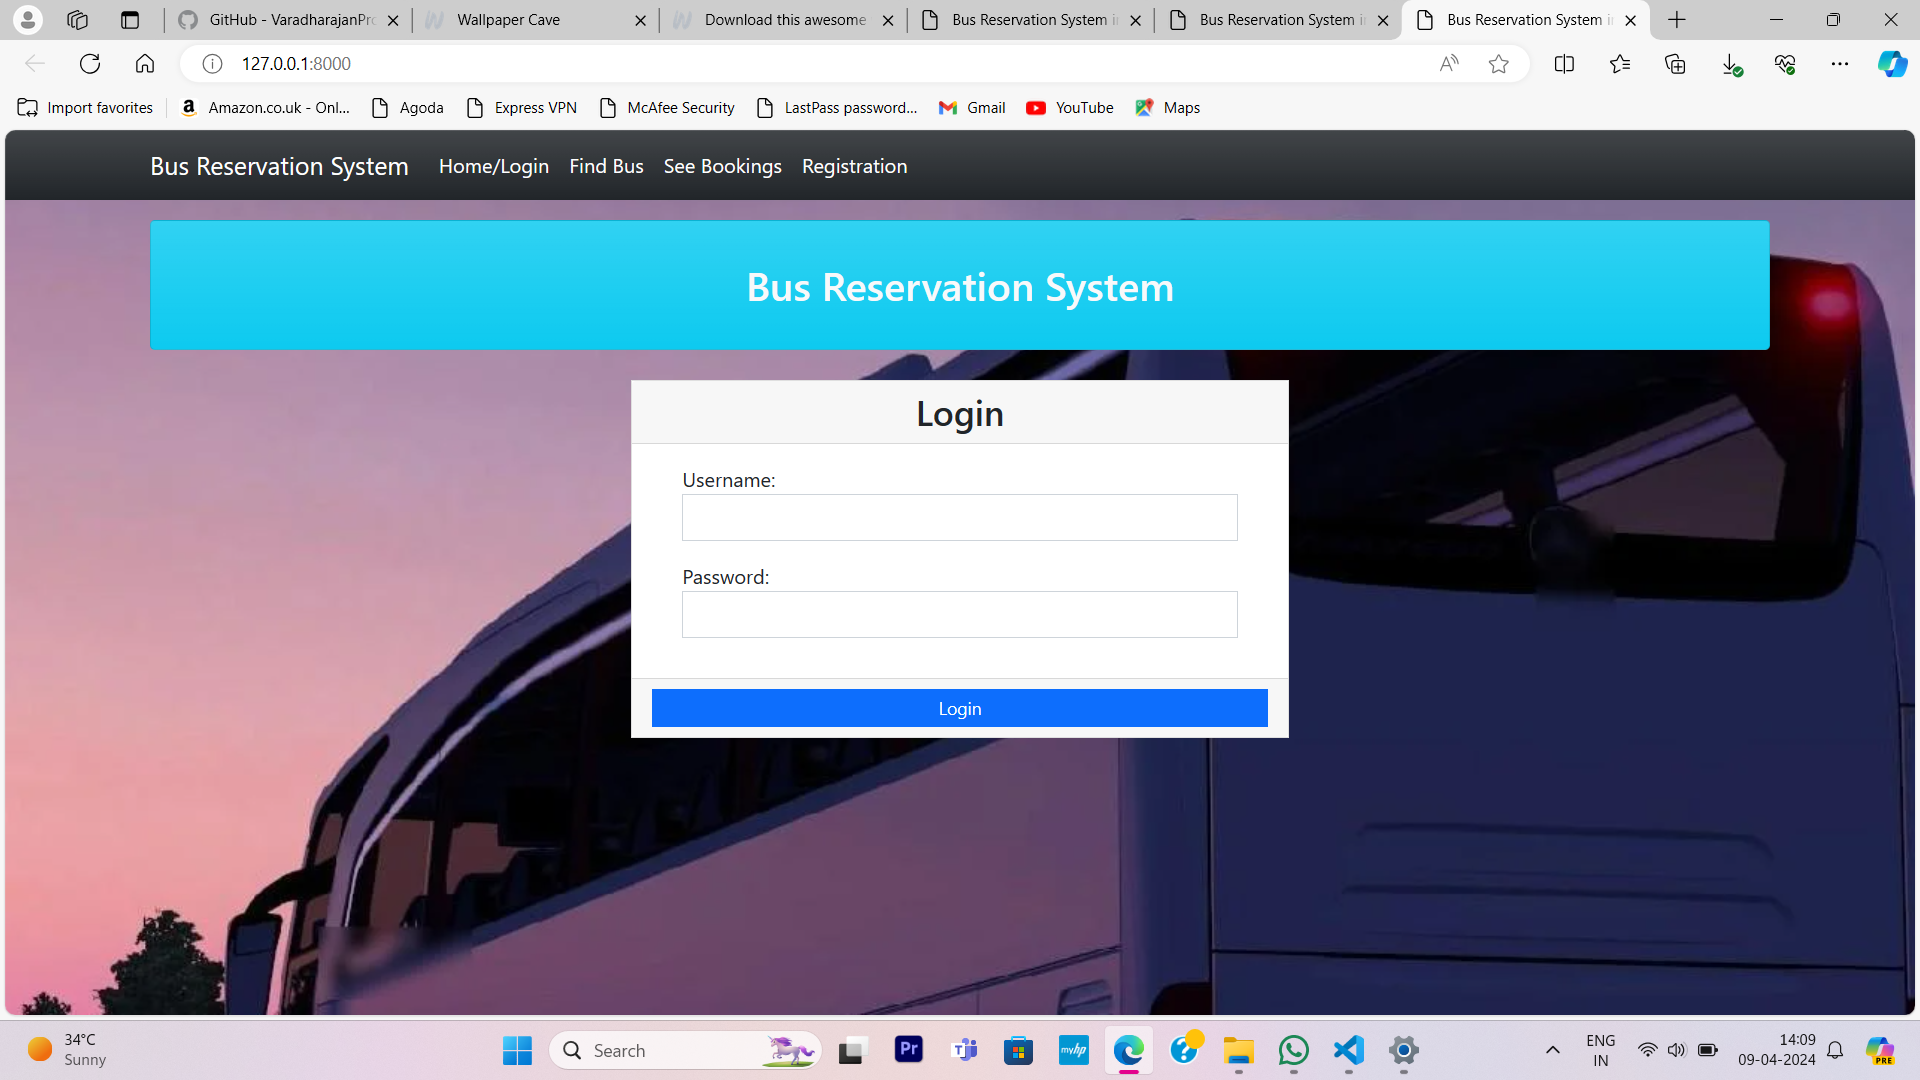 GitHub - VaradharajanPr
Wallpaper Cave
Download this awesome
Bus Reservation System i
Bus Reservation System i
Bus Reservation System i
127.0.0.1:8000
Import favorites
Amazon.co.uk - Onl...
Agoda
Express VPN
McAfee Security
LastPass password...
Gmail
YouTube
Maps
Bus Reservation System
Home/Login
Find Bus
See Bookings
Registration
Bus Reservation System
Login
Username:
Password:
Login
34°C
Sunny
Search
Pr
T
myhp
PRE
ENG
IN
14:09
09-04-2024